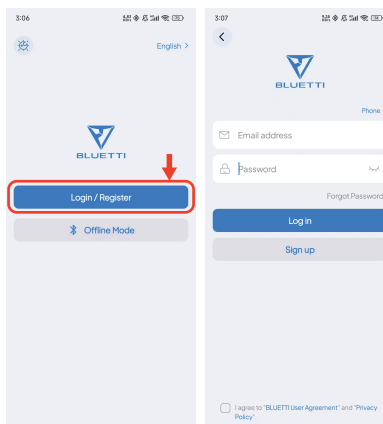 3:06
English >
BLUETTI
Login / Register
Offline Mode
3:07
BLUETTI
Phone
Email address
Password
Forgot Password
Log in
Sign up
I agree to "BLUETTI User Agreement" and "Privacy
Policy".